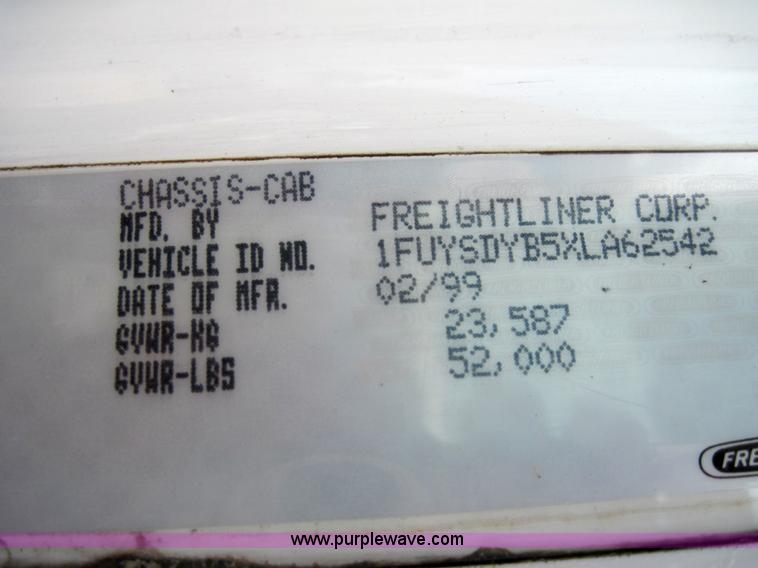 CHASSIS-CAB
MFD. BY FREIGHTLINER CORP.
VEHICLE ID NO. 1FUYSDYB5XLA62542
DATE OF MFR. 02/99
GVWR-KG 23,587
GVWR-LBS 52,000
FRE
www.purplewave.com